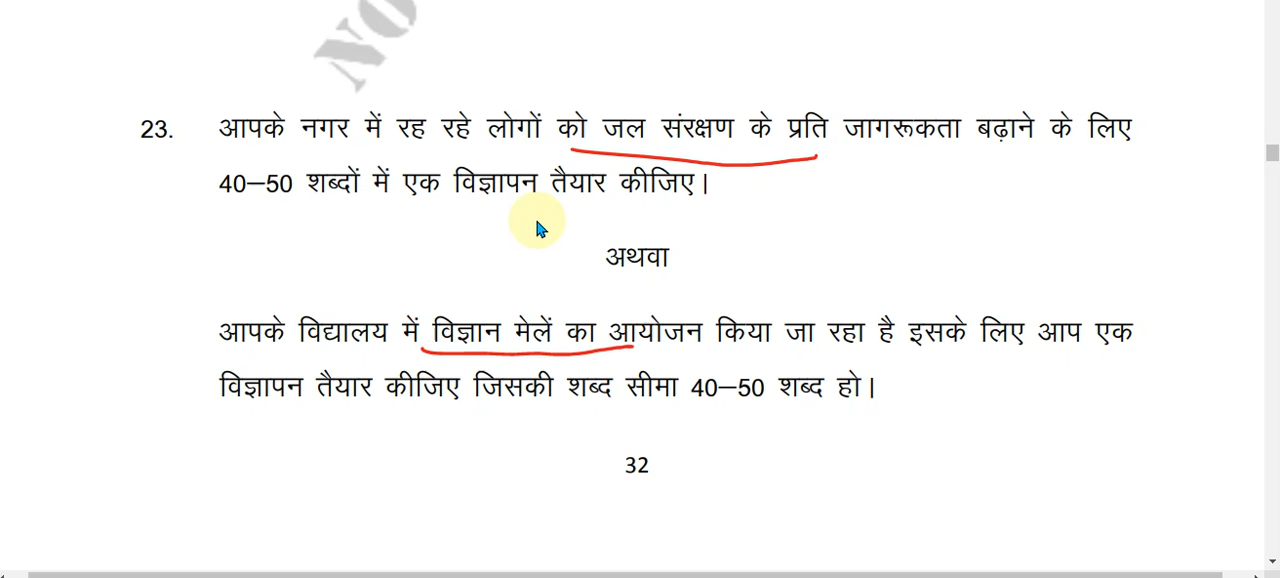 NO
23. आपके नगर में रह रहे लोगों को जल संरक्षण के प्रति जागरूकता बढ़ाने के लिए
40–50 शब्दों में एक विज्ञापन तैयार कीजिए।
अथवा
आपके विद्यालय में विज्ञान मेलें का आयोजन किया जा रहा है इसके लिए आप एक
विज्ञापन तैयार कीजिए जिसकी शब्द सीमा 40–50 शब्द हो।
32